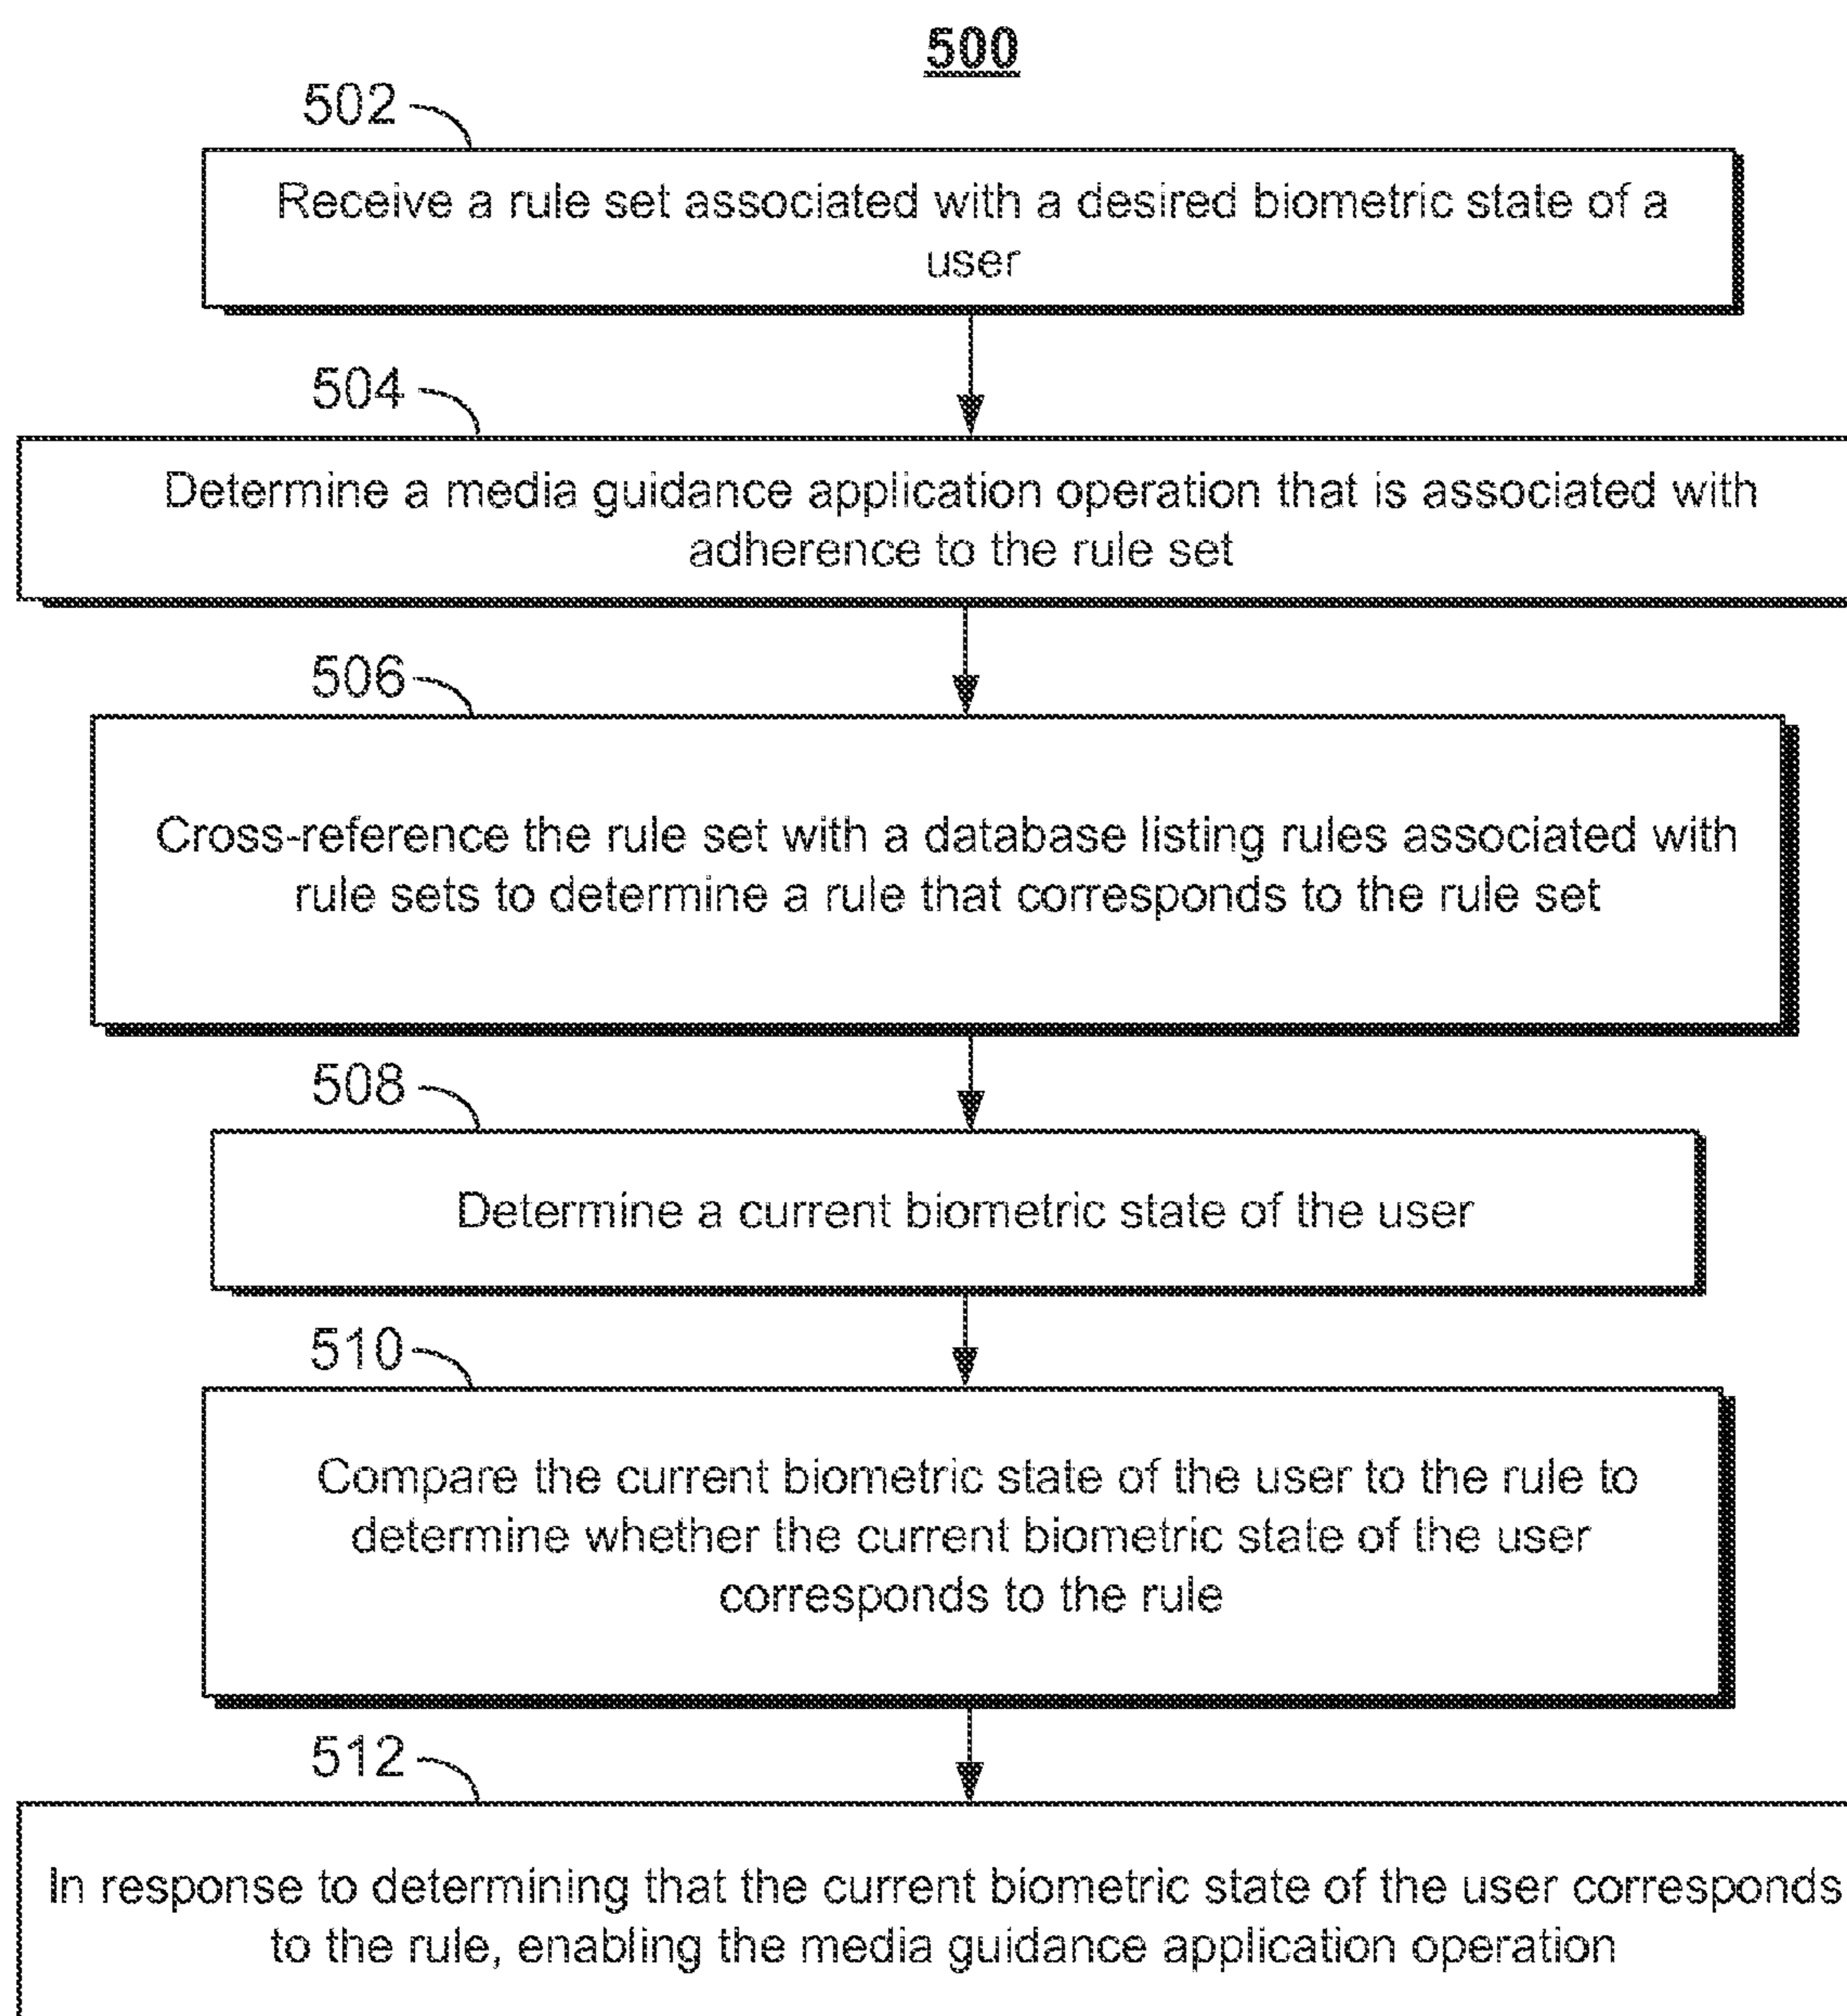 500
502
Receive a rule set associated with a desired biometric state of a
user
504
Determine a media guidance application operation that is associated with
adherence to the rule set
506
Cross-reference the rule set with a database listing rules associated with
rule sets to determine a rule that corresponds to the rule set
508
Determine a current biometric state of the user
510
Compare the current biometric state of the user to the rule to
determine whether the current biometric state of the user
corresponds to the rule
512
In response to determining that the current biometric state of the user corresponds
to the rule, enabling the media guidance application operation